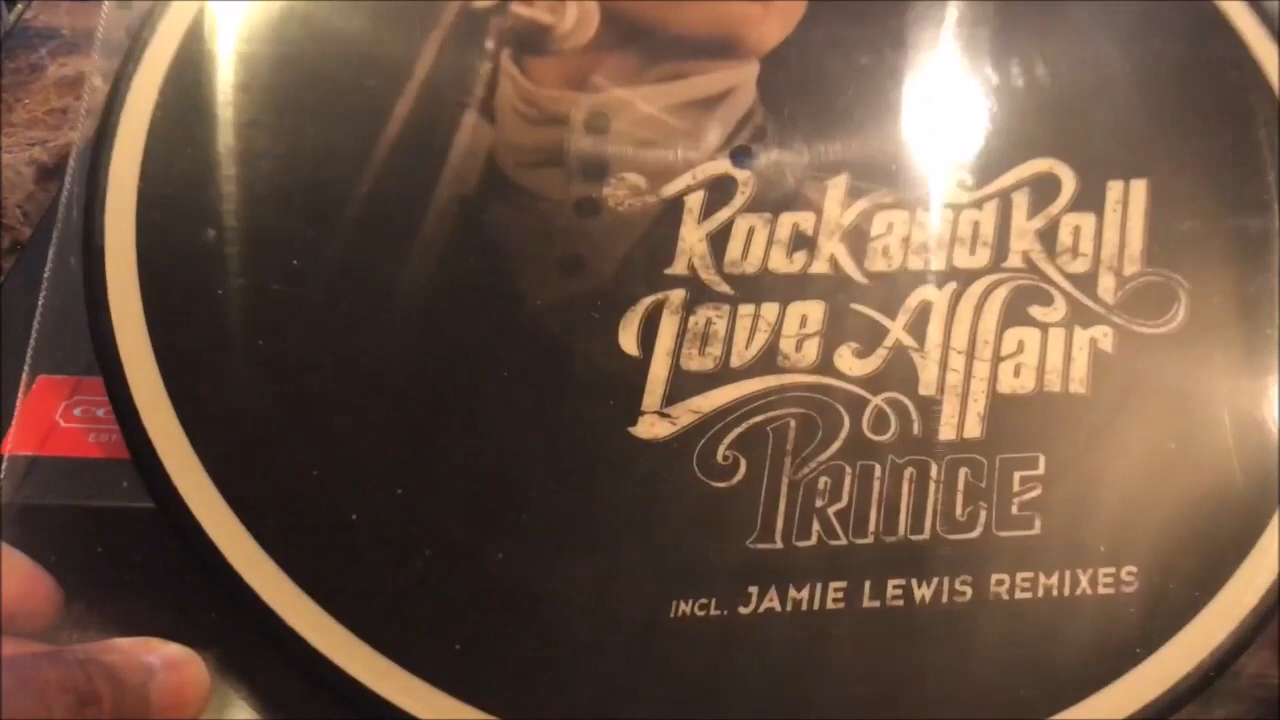 Rock and Roll
Love Affair
PRINCE
INCL. JAMIE LEWIS REMIXES